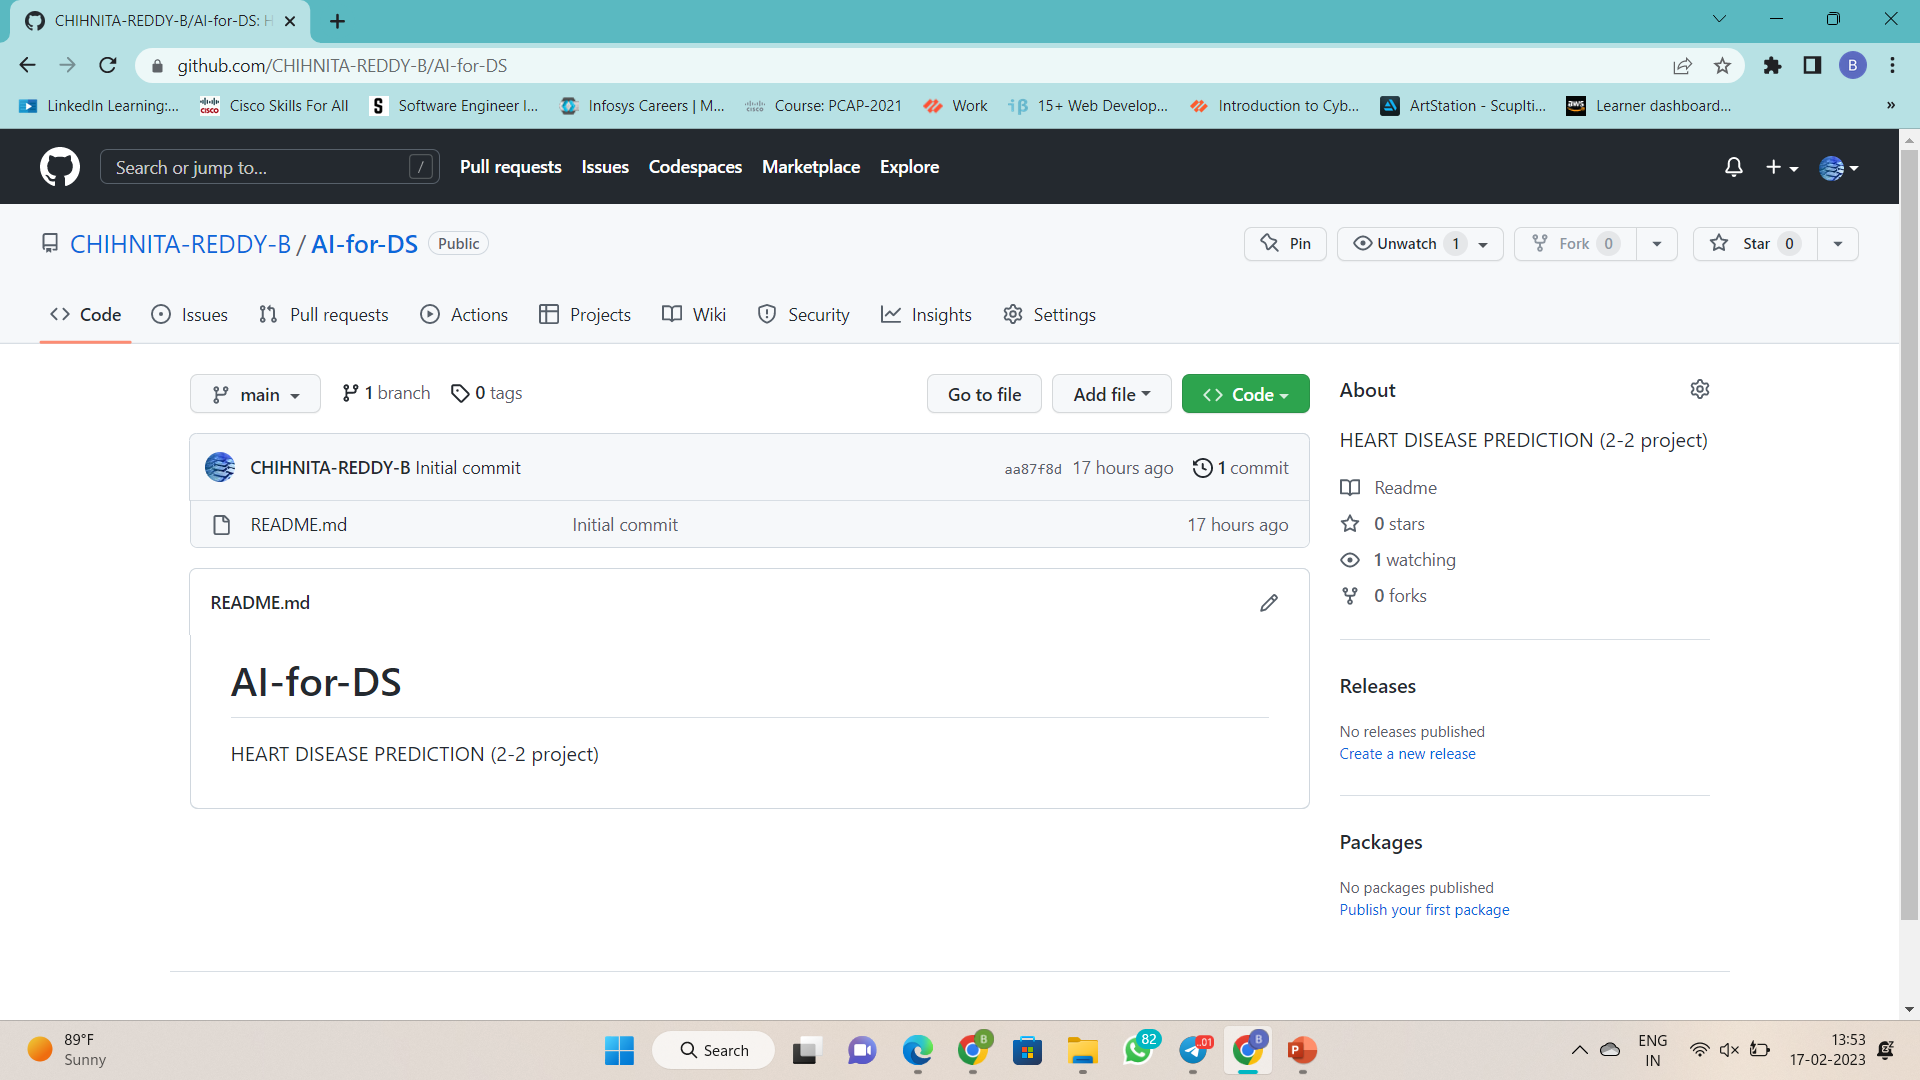 CHIHNITA-REDDY-B/AI-for-DS: H
github.com/CHIHNITA-REDDY-B/AI-for-DS
B
LinkedIn Learning:...
Cisco Skills For All
Software Engineer I...
Infosys Careers | M...
Course: PCAP-2021
Work
15+ Web Develop...
Introduction to Cyb...
ArtStation - Scuplti...
Learner dashboard...
»
Search or jump to...
/
Pull requests
Issues
Codespaces
Marketplace
Explore
CHIHNITA-REDDY-B / AI-for-DS Public
Pin
Unwatch 1
Fork 0
Star 0
Code
Issues
Pull requests
Actions
Projects
Wiki
Security
Insights
Settings
main
1 branch
0 tags
Go to file
Add file
Code
CHIHNITA-REDDY-B Initial commit
aa87f8d 17 hours ago
1 commit
README.md
Initial commit
17 hours ago
README.md
AI-for-DS
HEART DISEASE PREDICTION (2-2 project)
About
HEART DISEASE PREDICTION (2-2 project)
Readme
0 stars
1 watching
0 forks
Releases
No releases published
Create a new release
Packages
No packages published
Publish your first package
89°F
Sunny
Search
B
82
.01
B
P
ENG
IN
13:53
17-02-2023